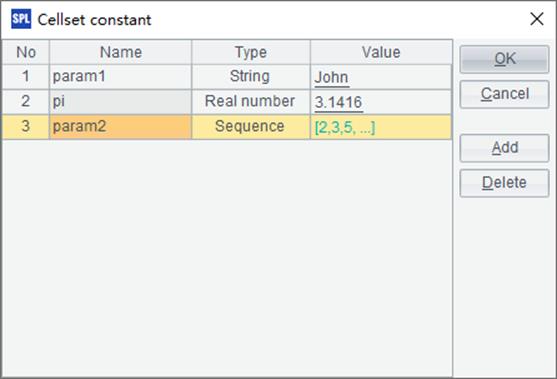 SPL Cellset constant
No Name Type Value
1 param1 String John
2 pi Real number 3.1416
3 param2 Sequence [2,3,5, ...]
OK
Cancel
Add
Delete